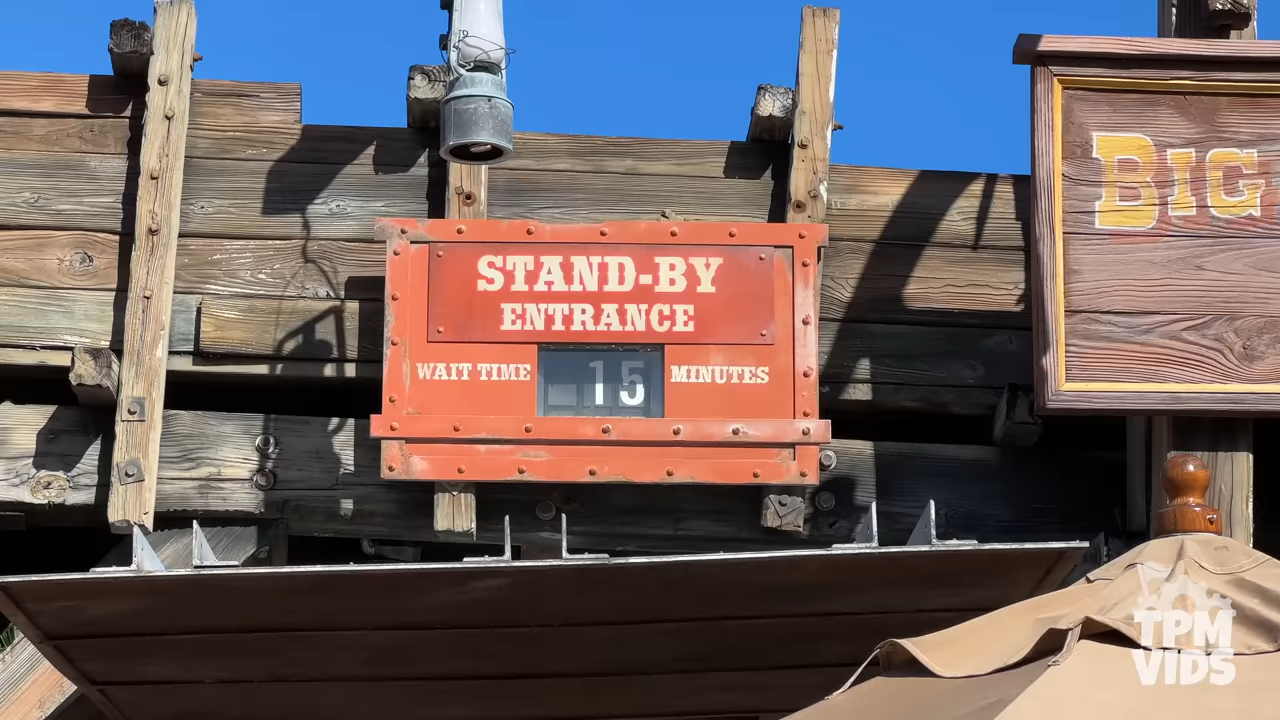 STAND-BY
ENTRANCE
WAIT TIME 15 MINUTES
BIG
TPM
VIDS